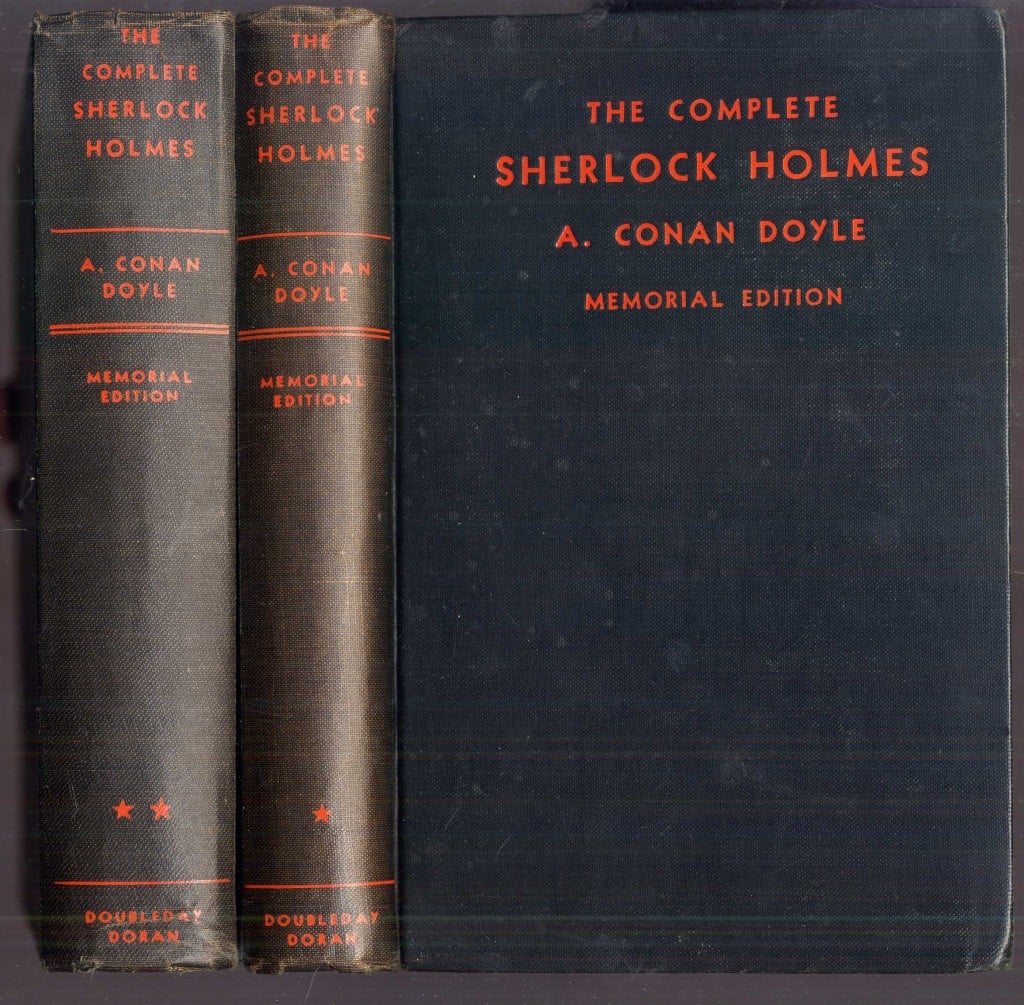 THE
COMPLETE
SHERLOCK
HOLMES
A. CONAN
DOYLE
MEMORIAL
EDITION
★ ★
DOUBLEDAY
DORAN
THE
COMPLETE
SHERLOCK
HOLMES
A. CONAN
DOYLE
MEMORIAL
EDITION
★
DOUBLEDAY
DORAN
THE COMPLETE
SHERLOCK HOLMES
A. CONAN DOYLE
MEMORIAL EDITION